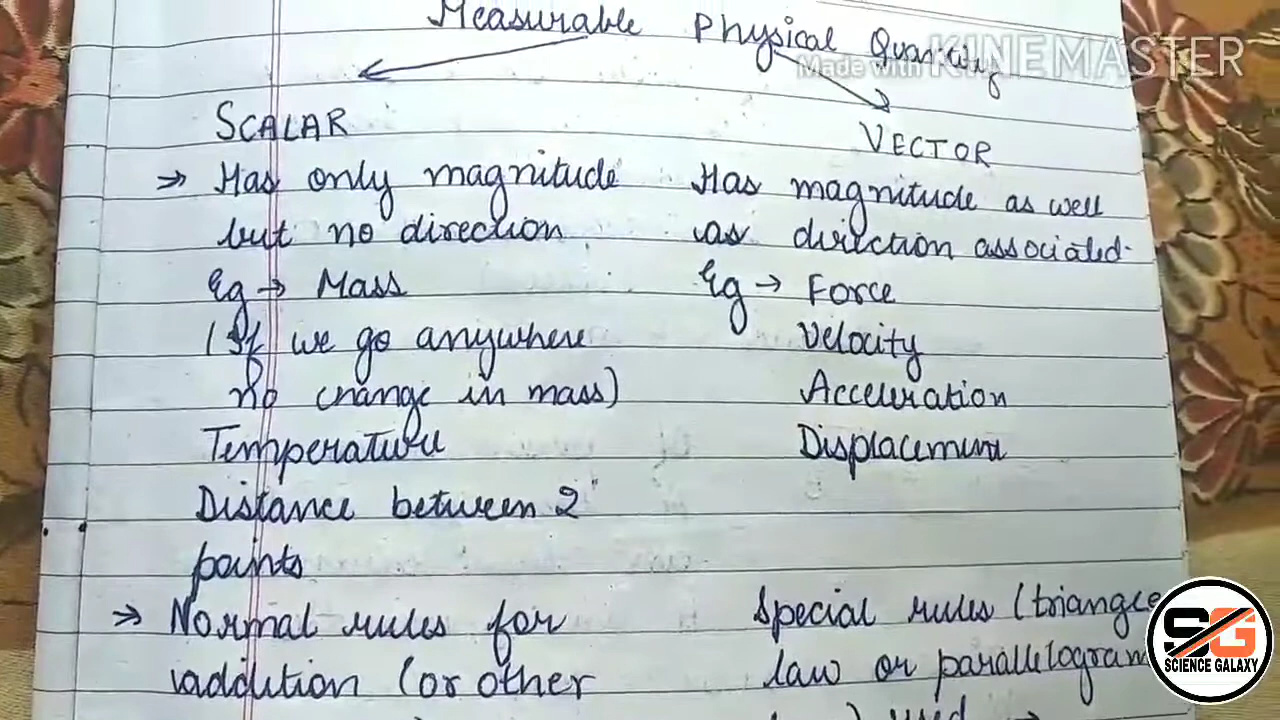 Measurable Physical Quantity
Made with KINEMASTER
SCALAR
VECTOR
⇒ Has only magnitude
but no direction
Eg → Mass
(If we go anywhere
no change in mass)
Temperature
Distance between 2
points
⇒ Normal rules for
addition (or other
Has magnitude as well
as direction associated.
Eg → Force
Velocity
Acceleration
Displacement
Special rules (triangle
law or parallelogram
used
SG
SCIENCE GALAXY